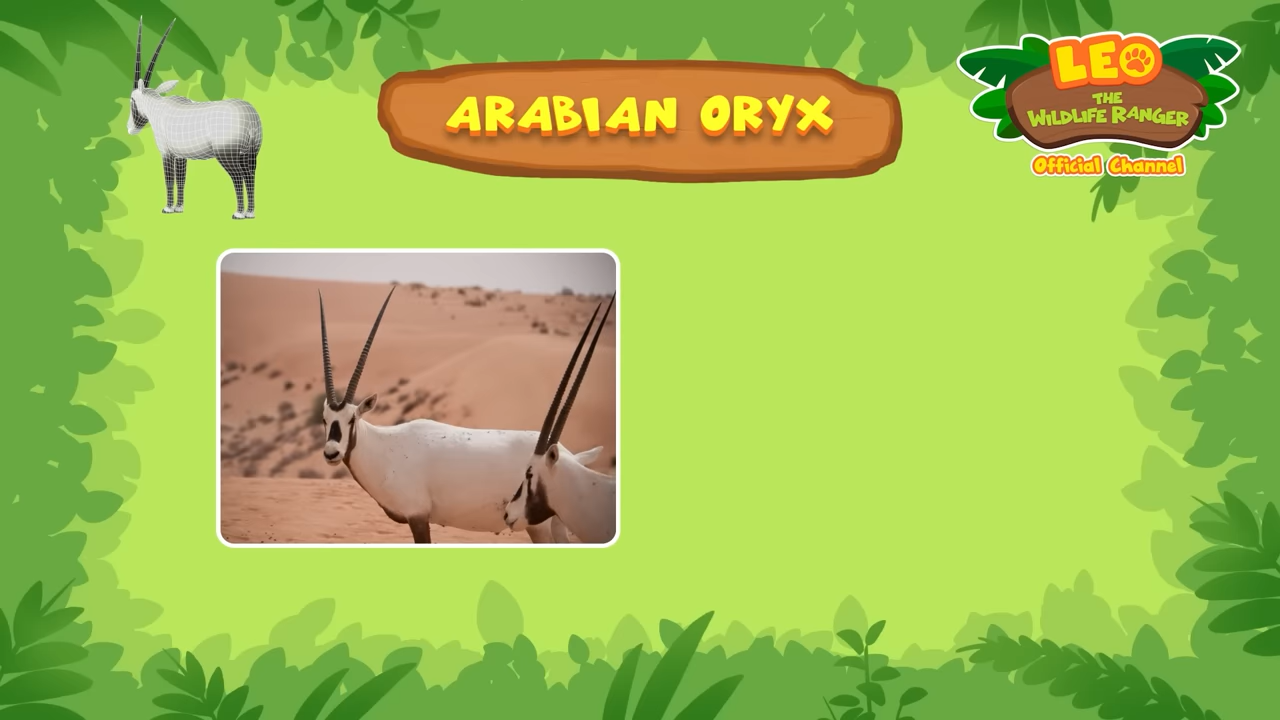 ARABIAN ORYX
LEO
THE
WILDLIFE RANGER
Official Channel